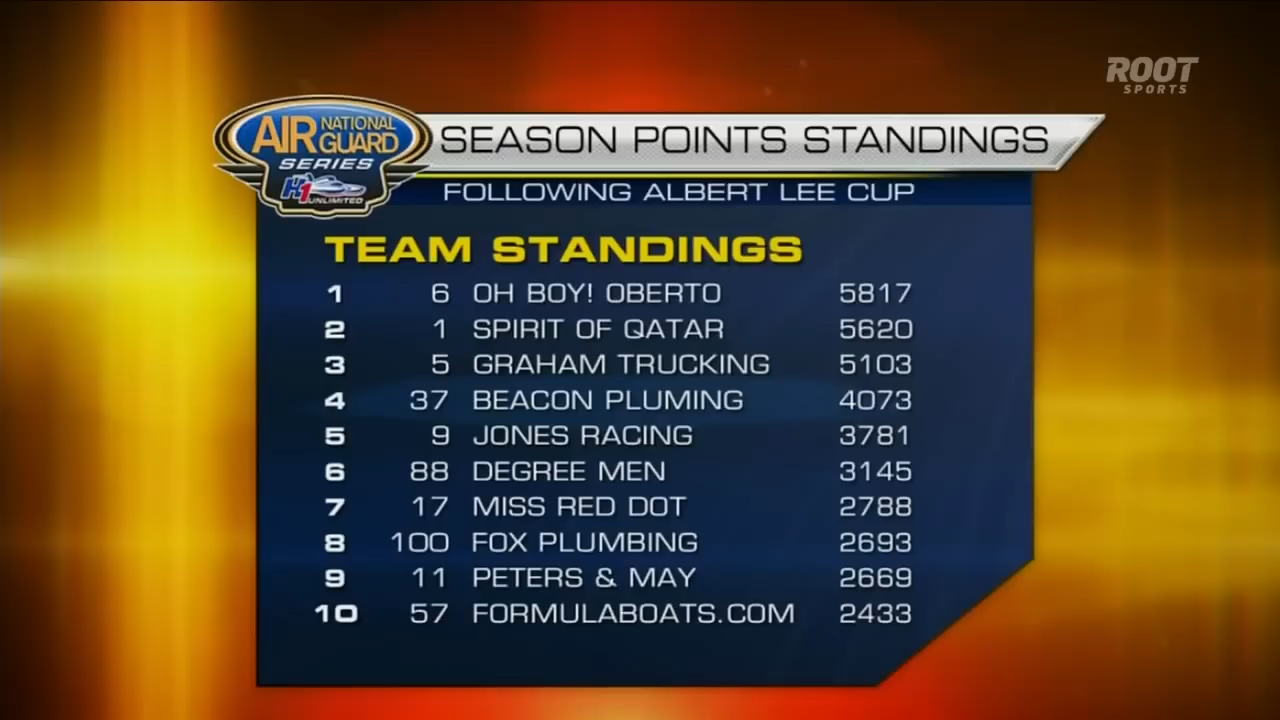 ROOT
SPORTS
AIR NATIONAL GUARD
SERIES
H1 UNLIMITED
SEASON POINTS STANDINGS
FOLLOWING ALBERT LEE CUP
TEAM STANDINGS
1 6 OH BOY! OBERTO 5817
2 1 SPIRIT OF QATAR 5620
3 5 GRAHAM TRUCKING 5103
4 37 BEACON PLUMING 4073
5 9 JONES RACING 3781
6 88 DEGREE MEN 3145
7 17 MISS RED DOT 2788
8 100 FOX PLUMBING 2693
9 11 PETERS & MAY 2669
10 57 FORMULABOATS.COM 2433